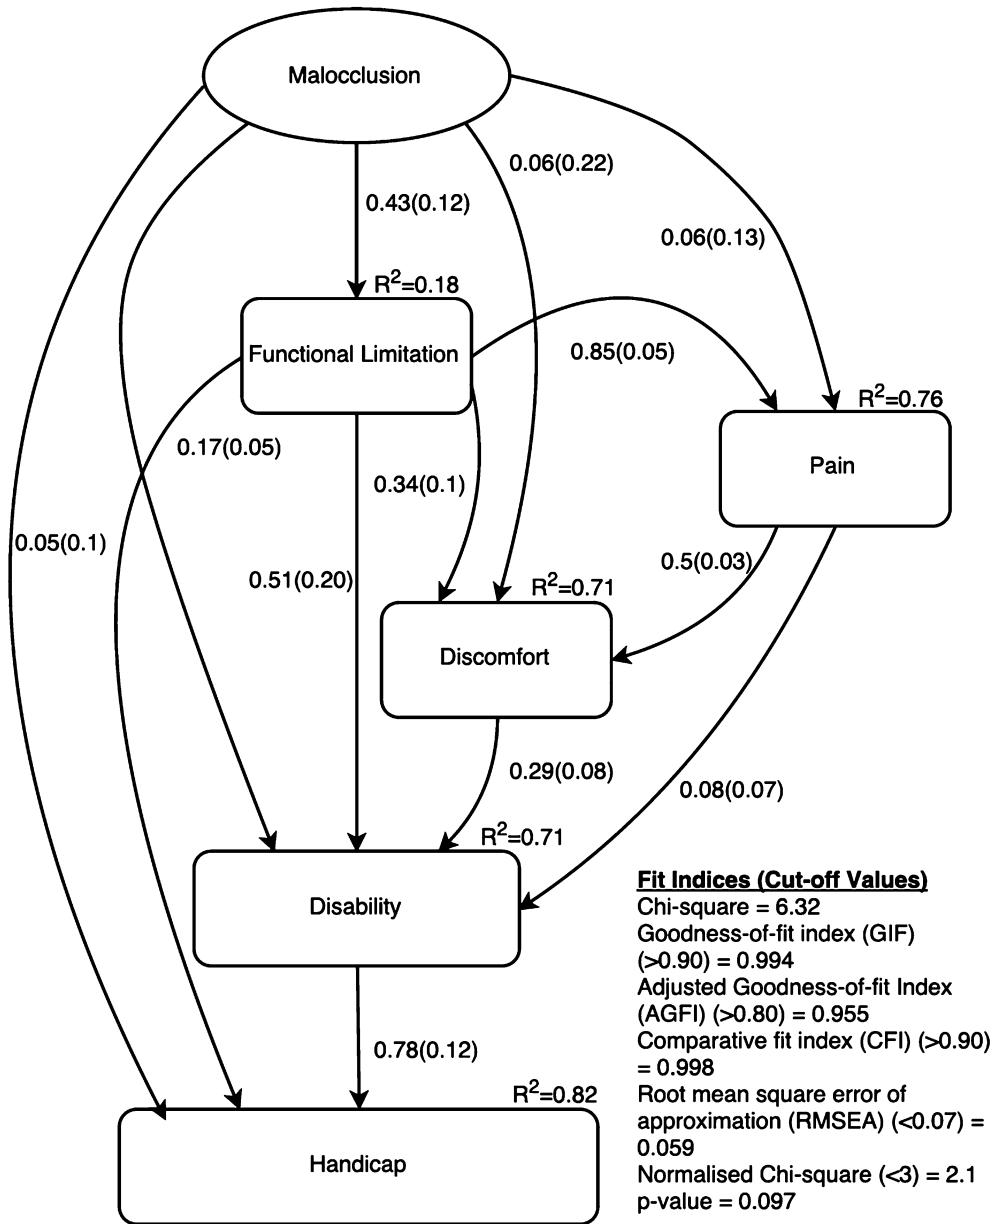 Malocclusion
0.06(0.22)
0.43(0.12)
0.06(0.13)
R²=0.18
Functional Limitation
0.85(0.05)
R²=0.76
Pain
0.17(0.05)
0.34(0.1)
0.05(0.1)
0.5(0.03)
0.51(0.20)
R²=0.71
Discomfort
0.29(0.08)
0.08(0.07)
R²=0.71
Disability
0.78(0.12)
R²=0.82
Handicap
Fit Indices (Cut-off Values)
Chi-square = 6.32
Goodness-of-fit index (GIF)
(>0.90) = 0.994
Adjusted Goodness-of-fit Index
(AGFI) (>0.80) = 0.955
Comparative fit index (CFI) (>0.90)
= 0.998
Root mean square error of
approximation (RMSEA) (<0.07) =
0.059
Normalised Chi-square (<3) = 2.1
p-value = 0.097